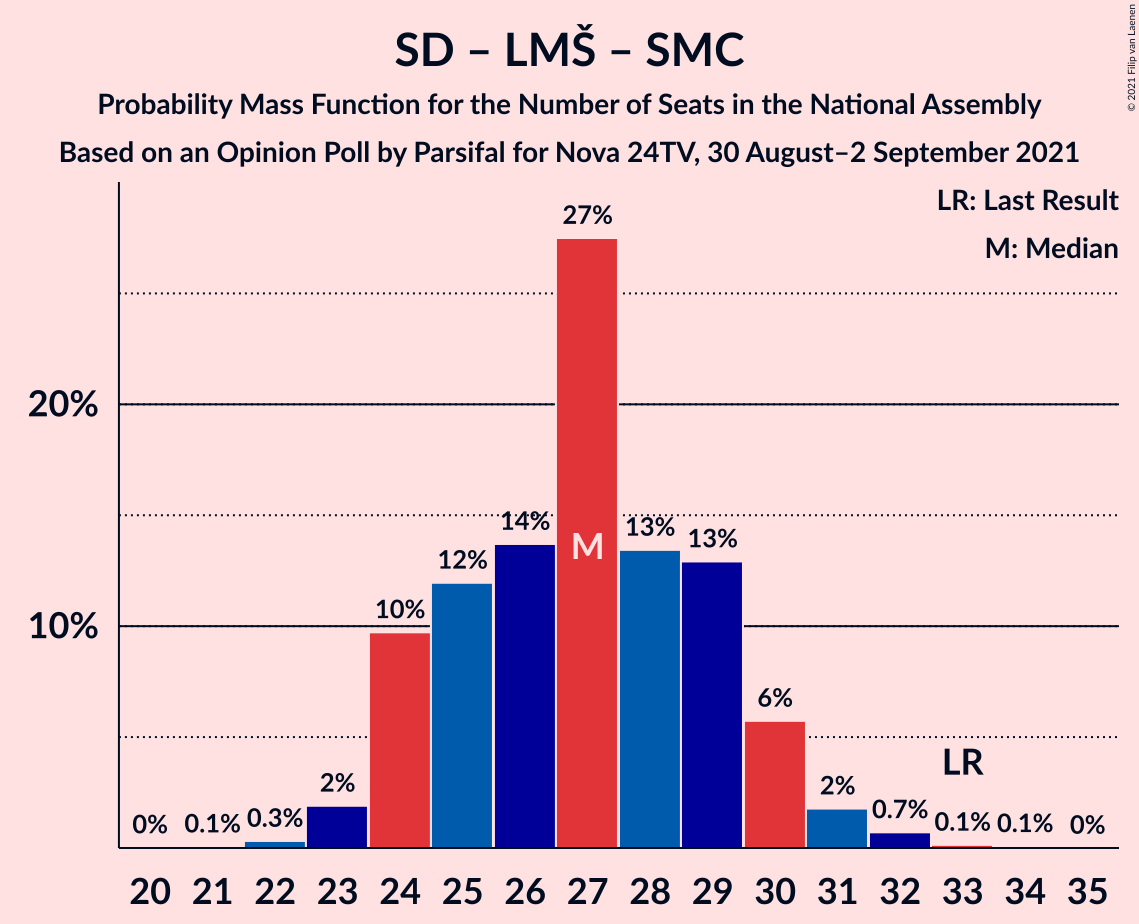 SD – LMŠ – SMC
Probability Mass Function for the Number of Seats in the National Assembly
Based on an Opinion Poll by Parsifal for Nova 24TV, 30 August–2 September 2021
© 2021 Filip van Laenen
LR: Last Result
M: Median
20%
10%
0%
0.1%
0.3%
2%
10%
12%
14%
27%
13%
13%
6%
2%
0.7%
0.1%
0.1%
0%
M
LR
20 21 22 23 24 25 26 27 28 29 30 31 32 33 34 35